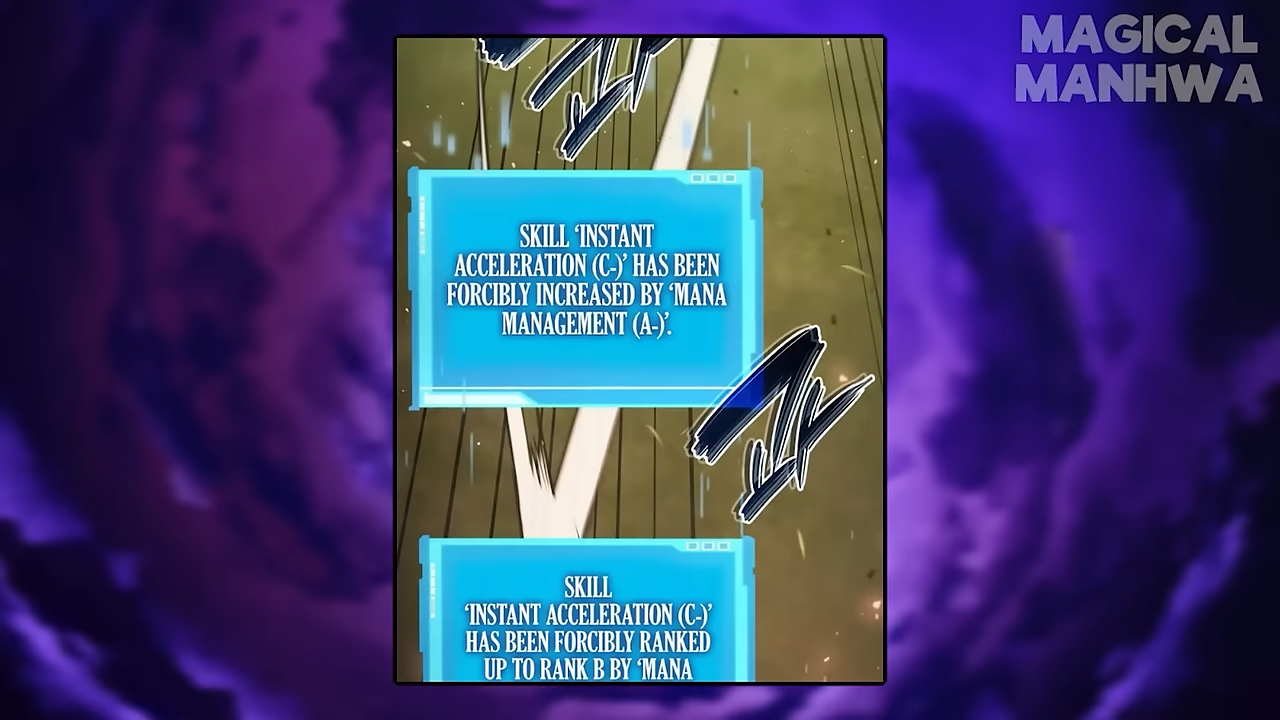 MAGICAL
MANHWA
SKILL ‘INSTANT
ACCELERATION (C-)’ HAS BEEN
FORCIBLY INCREASED BY ‘MANA
MANAGEMENT (A-)’.
SKILL
‘INSTANT ACCELERATION (C-)’
HAS BEEN FORCIBLY RANKED
UP TO RANK B BY ‘MANA